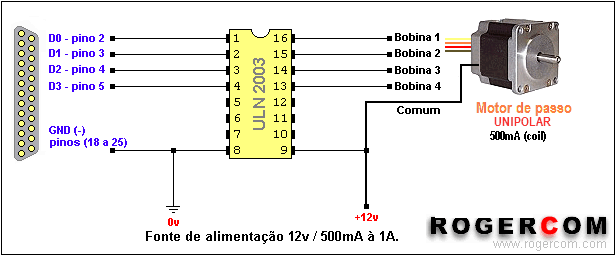 D0 - pino 2
D1 - pino 3
D2 - pino 4
D3 - pino 5
GND (-)
pinos (18 a 25)
0v
1 16
2 15
3 14
4 13
5 12
6 11
7 10
8 9
ULN 2003
Bobina 1
Bobina 2
Bobina 3
Bobina 4
Comum
Motor de passo
UNIPOLAR
500mA (coil)
+12v
Fonte de alimentação 12v / 500mA à 1A.
ROGERCOM
www.rogercom.com